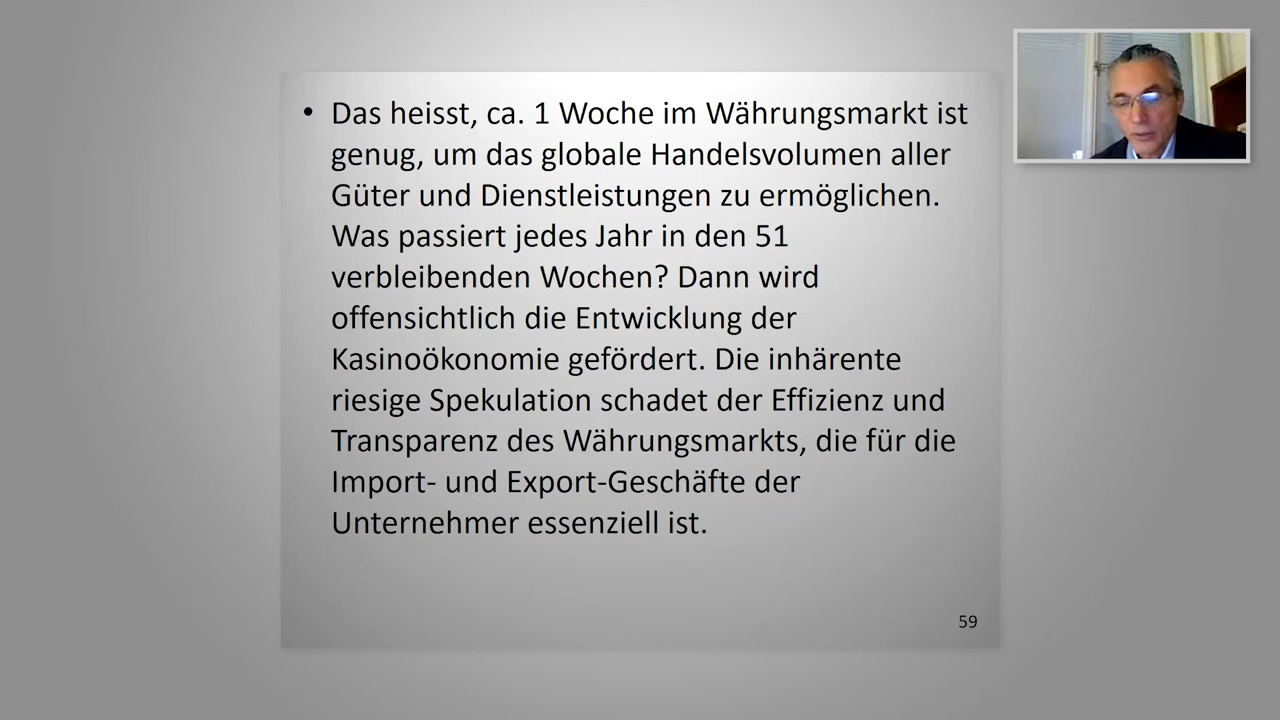 • Das heisst, ca. 1 Woche im Währungsmarkt ist
genug, um das globale Handelsvolumen aller
Güter und Dienstleistungen zu ermöglichen.
Was passiert jedes Jahr in den 51
verbleibenden Wochen? Dann wird
offensichtlich die Entwicklung der
Kasinoökonomie gefördert. Die inhärente
riesige Spekulation schadet der Effizienz und
Transparenz des Währungsmarkts, die für die
Import- und Export-Geschäfte der
Unternehmer essenziell ist.
59